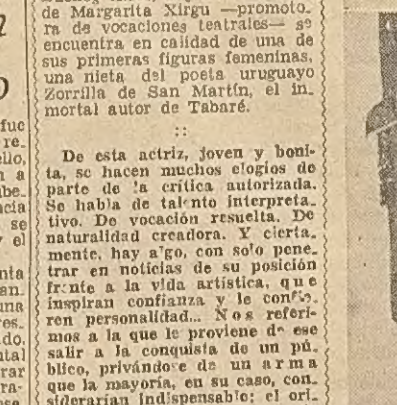 de Margarita Xirgu —promoto-
ra de vocaciones teatrales— se
encuentra en calidad de una de
sus primeras figuras femeninas,
una nieta del poeta uruguayo
Zorrilla de San Martín, el in-
mortal autor de Tabaré.
::
De esta actriz, joven y boni-
ta, se hacen muchos elogios de
parte de la crítica autorizada.
Se habla de talento interpreta-
tivo. De vocación resuelta. De
naturalidad creadora. Y cierta-
mente, hay algo, con solo pene-
trar en noticias de su posición
frente a la vida artística, que
inspiran confianza y le confie-
ren personalidad... Nos referi-
mos a la que le proviene de ese
salir a la conquista de un pú-
blico, privándose de un arma
que la mayoría, en su caso, con-
siderarían indispensable: el ori-